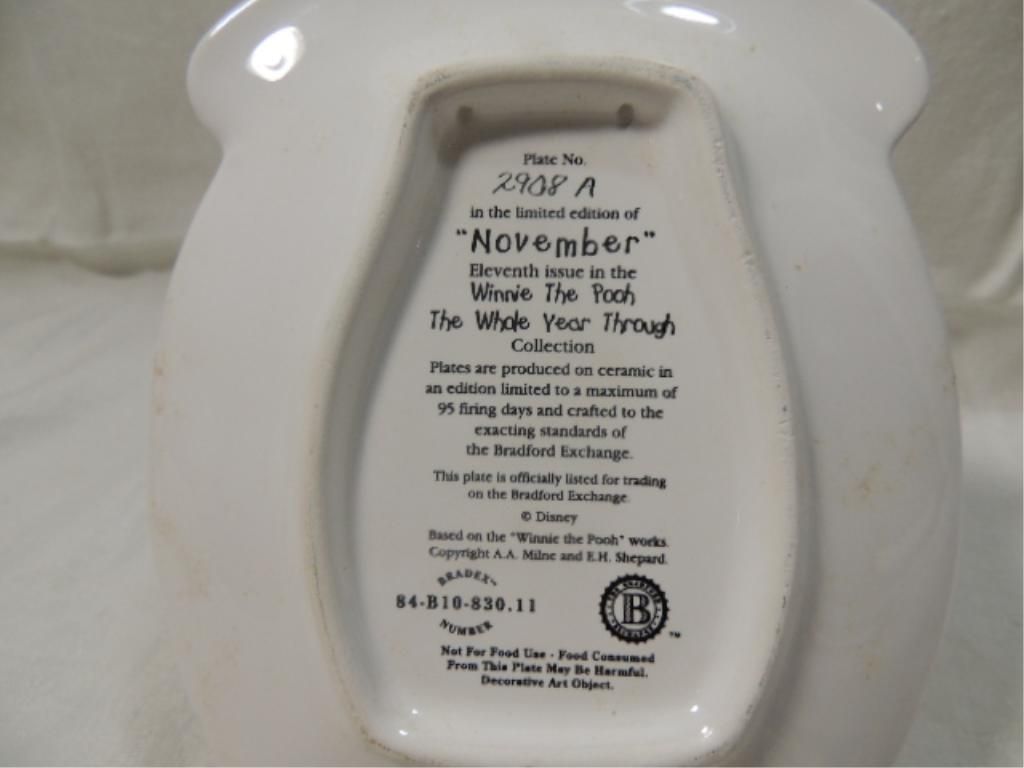 Plate No.
2908 A
in the limited edition of
"November"
Eleventh issue in the
Winnie The Pooh
The Whole Year Through
Collection
Plates are produced on ceramic in
an edition limited to a maximum of
95 firing days and crafted to the
exacting standards of
the Bradford Exchange.
This plate is officially listed for trading
on the Bradford Exchange.
© Disney
Based on the "Winnie the Pooh" works.
Copyright A.A. Milne and E.H. Shepard.
BRADEX™
84-B10-830.11
NUMBER
B
™
Not For Food Use - Food Consumed
From This Plate May Be Harmful.
Decorative Art Object.